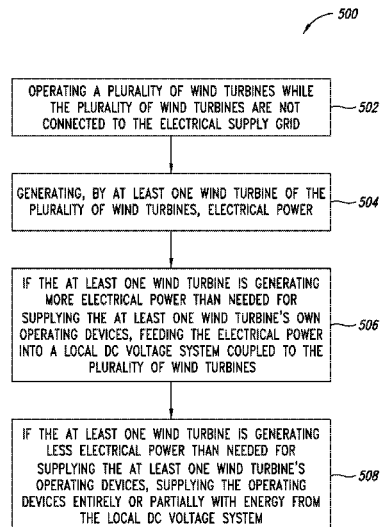 500
OPERATING A PLURALITY OF WIND TURBINES WHILE
THE PLURALITY OF WIND TURBINES ARE NOT
CONNECTED TO THE ELECTRICAL SUPPLY GRID
502
GENERATING, BY AT LEAST ONE WIND TURBINE OF THE
PLURALITY OF WIND TURBINES, ELECTRICAL POWER
504
IF THE AT LEAST ONE WIND TURBINE IS GENERATING
MORE ELECTRICAL POWER THAN NEEDED FOR
SUPPLYING THE AT LEAST ONE WIND TURBINE'S OWN
OPERATING DEVICES, FEEDING THE ELECTRICAL POWER
INTO A LOCAL DC VOLTAGE SYSTEM COUPLED TO THE
PLURALITY OF WIND TURBINES
506
IF THE AT LEAST ONE WIND TURBINE IS GENERATING
LESS ELECTRICAL POWER THAN NEEDED FOR
SUPPLYING THE AT LEAST ONE WIND TURBINE'S
OPERATING DEVICES, SUPPLYING THE OPERATING
DEVICES ENTIRELY OR PARTIALLY WITH ENERGY FROM
THE LOCAL DC VOLTAGE SYSTEM
508